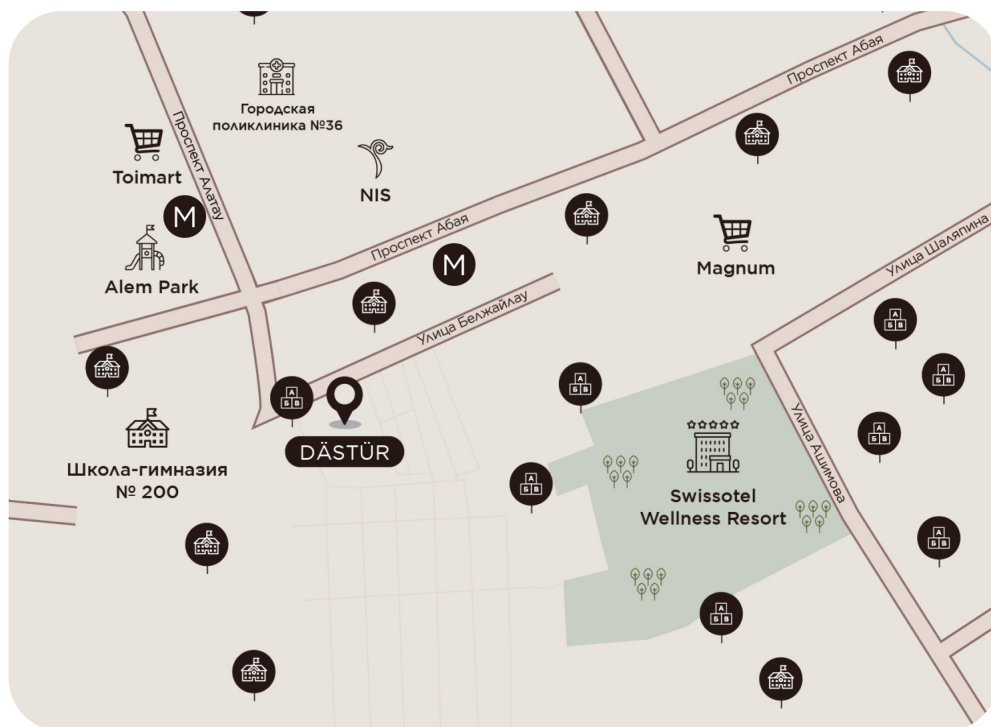 Проспект Абая
Городская
поликлиника №36
Проспект Алатау
Toimart
NIS
M
Проспект Абая
Улица Шаляпина
M
Magnum
Alem Park
Улица Белжайлау
А
Б В
А
Б В
А
Б В
А
Б В
А
Б В
DÄSTÜR
Школа-гимназия
№ 200
Улица Ашимова
А
Б В
А
Б В
Swissotel
Wellness Resort
А
Б В
А
Б В